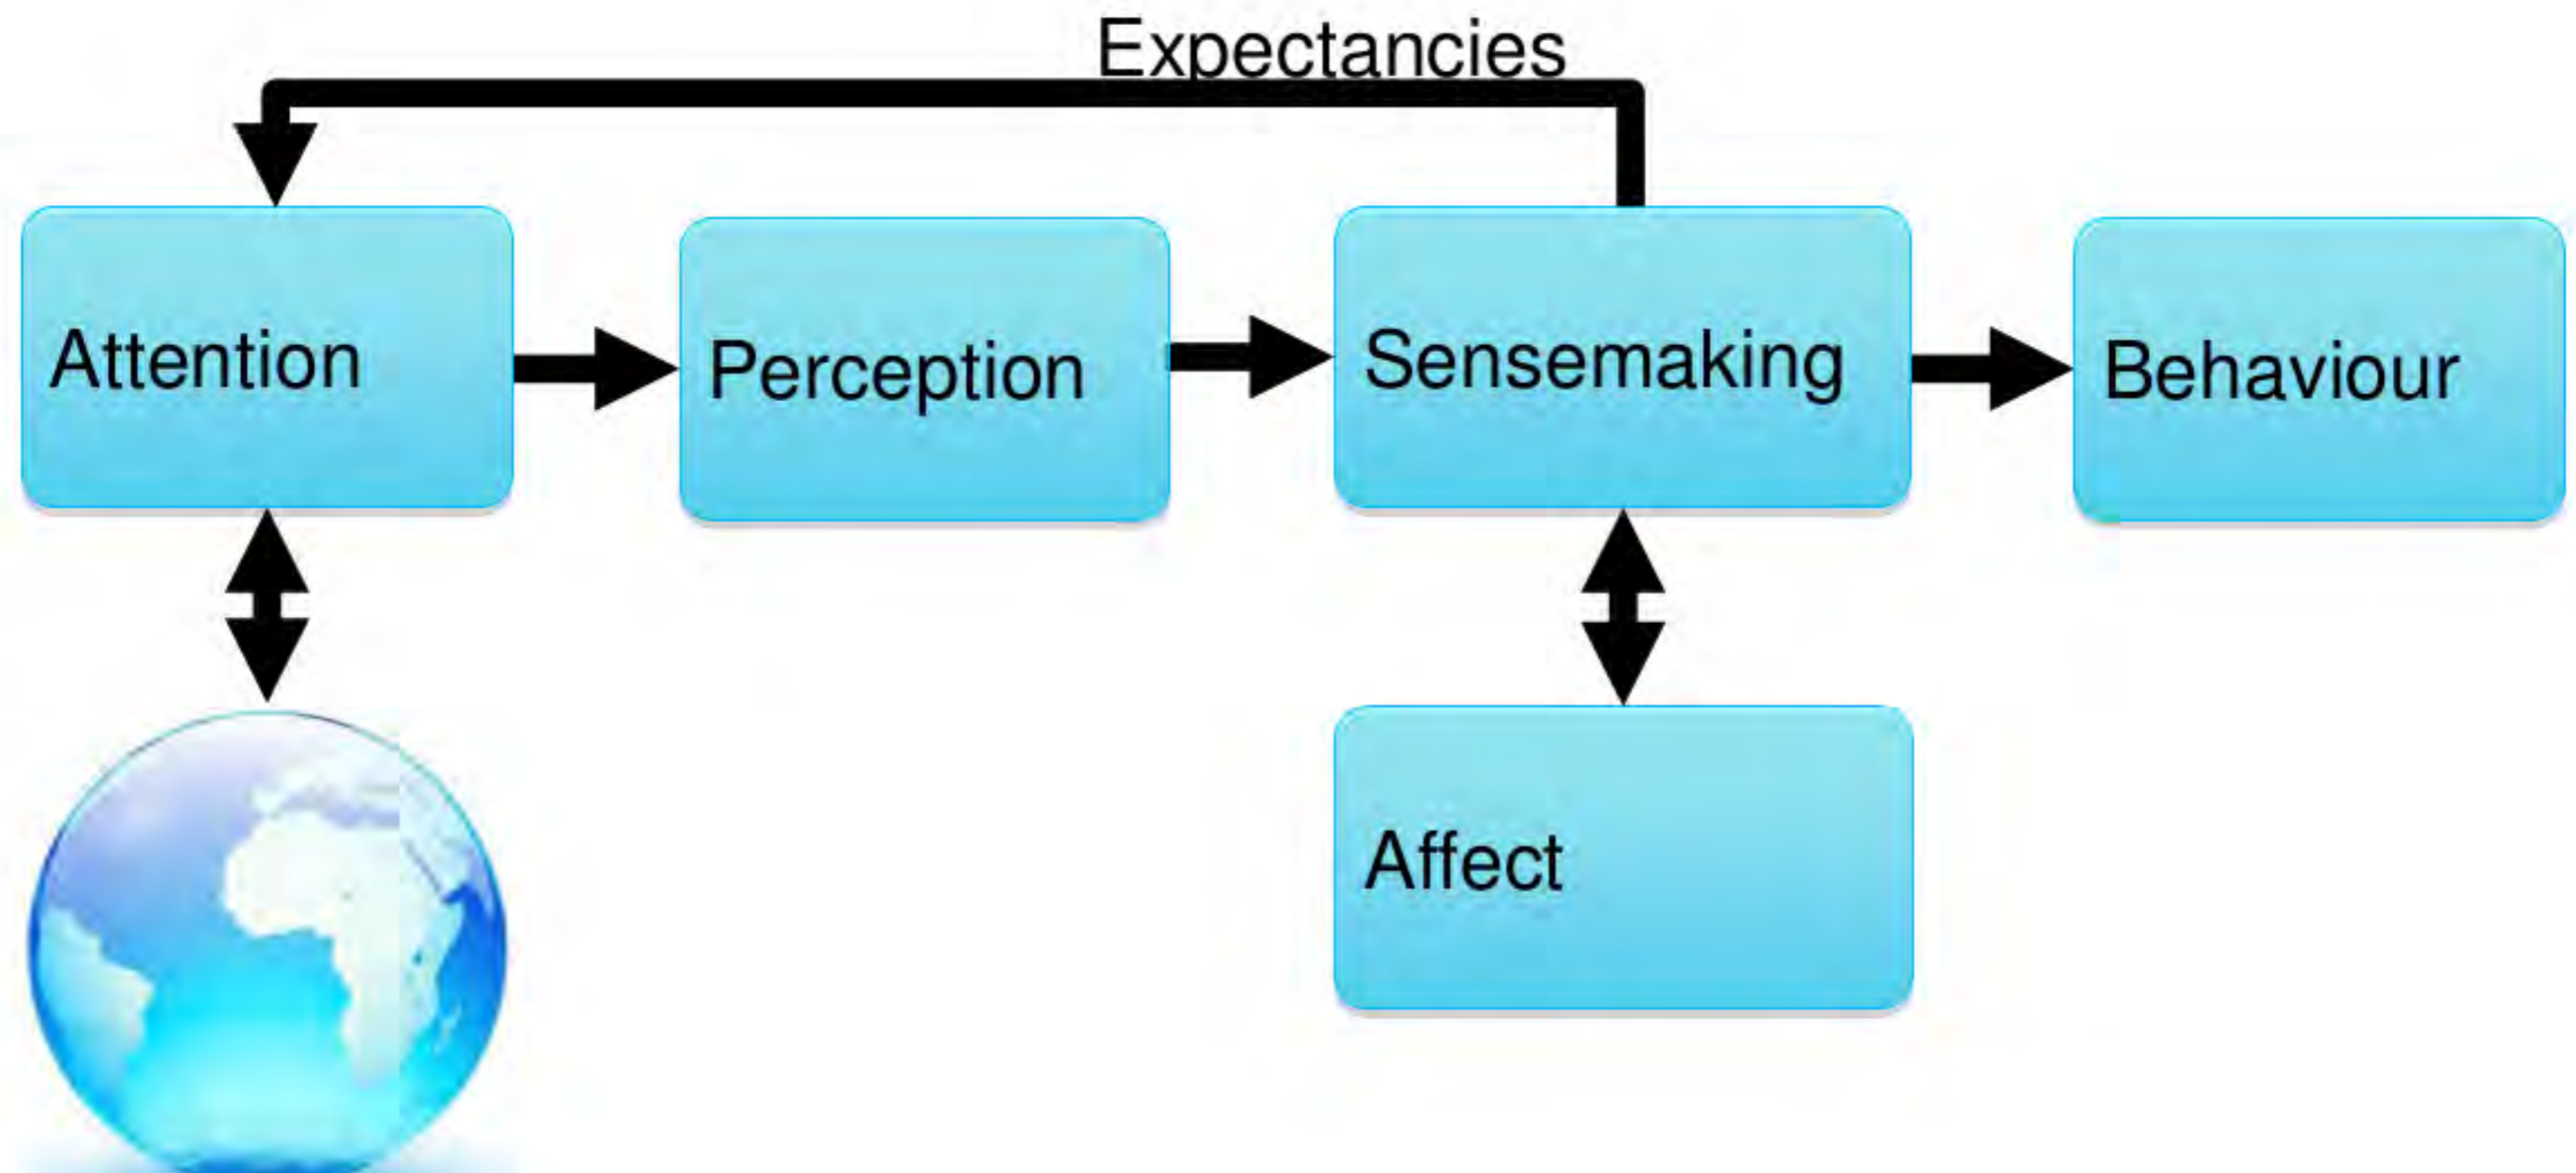 Expectancies
Attention
Perception
Sensemaking
Behaviour
Affect